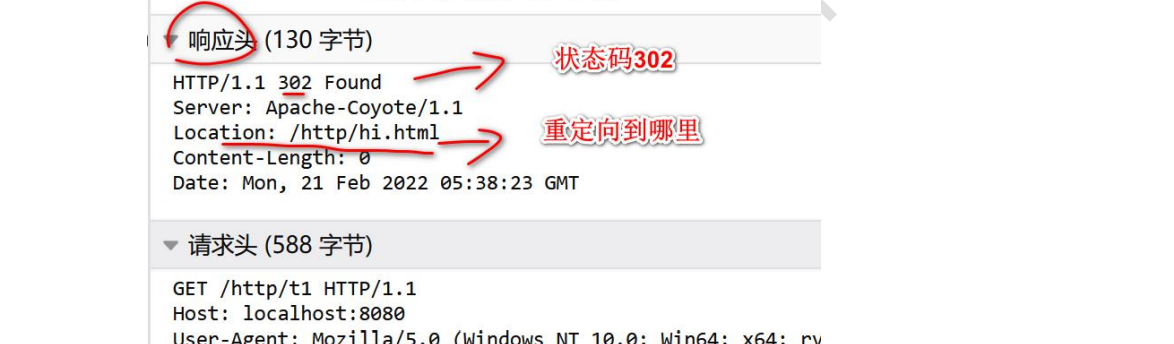 响应头 (130 字节)
HTTP/1.1 302 Found
状态码302
Server: Apache-Coyote/1.1
Location: /http/hi.html
重定向到哪里
Content-Length: 0
Date: Mon, 21 Feb 2022 05:38:23 GMT
请求头 (588 字节)
GET /http/t1 HTTP/1.1
Host: localhost:8080
User-Agent: Mozilla/5.0 (Windows NT 10.0; Win64; x64; rv